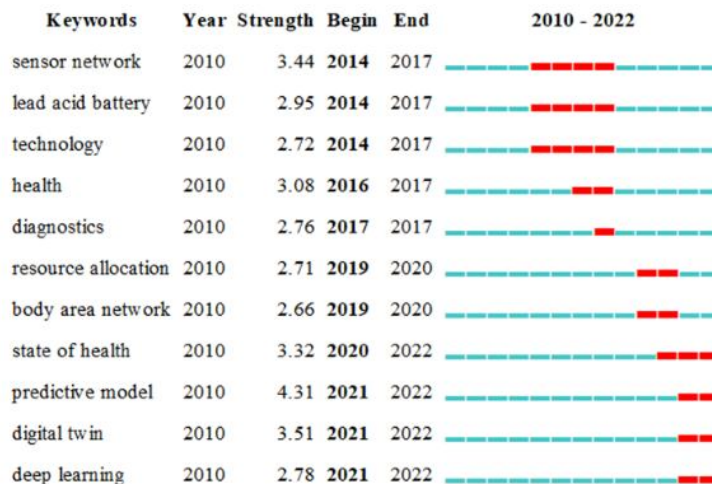 Keywords Year Strength Begin End 2010 - 2022
sensor network 2010 3.44 2014 2017
lead acid battery 2010 2.95 2014 2017
technology 2010 2.72 2014 2017
health 2010 3.08 2016 2017
diagnostics 2010 2.76 2017 2017
resource allocation 2010 2.71 2019 2020
body area network 2010 2.66 2019 2020
state of health 2010 3.32 2020 2022
predictive model 2010 4.31 2021 2022
digital twin 2010 3.51 2021 2022
deep learning 2010 2.78 2021 2022